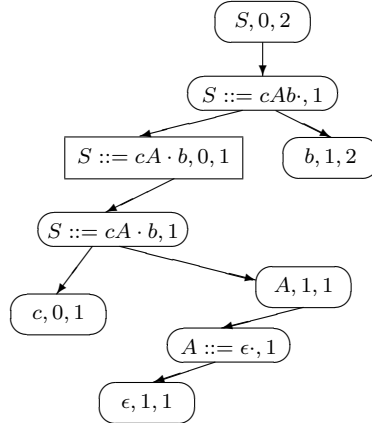 S, 0, 2
S ::= cAb·, 1
S ::= cA · b, 0, 1
b, 1, 2
S ::= cA · b, 1
A, 1, 1
c, 0, 1
A ::= ϵ·, 1
ϵ, 1, 1